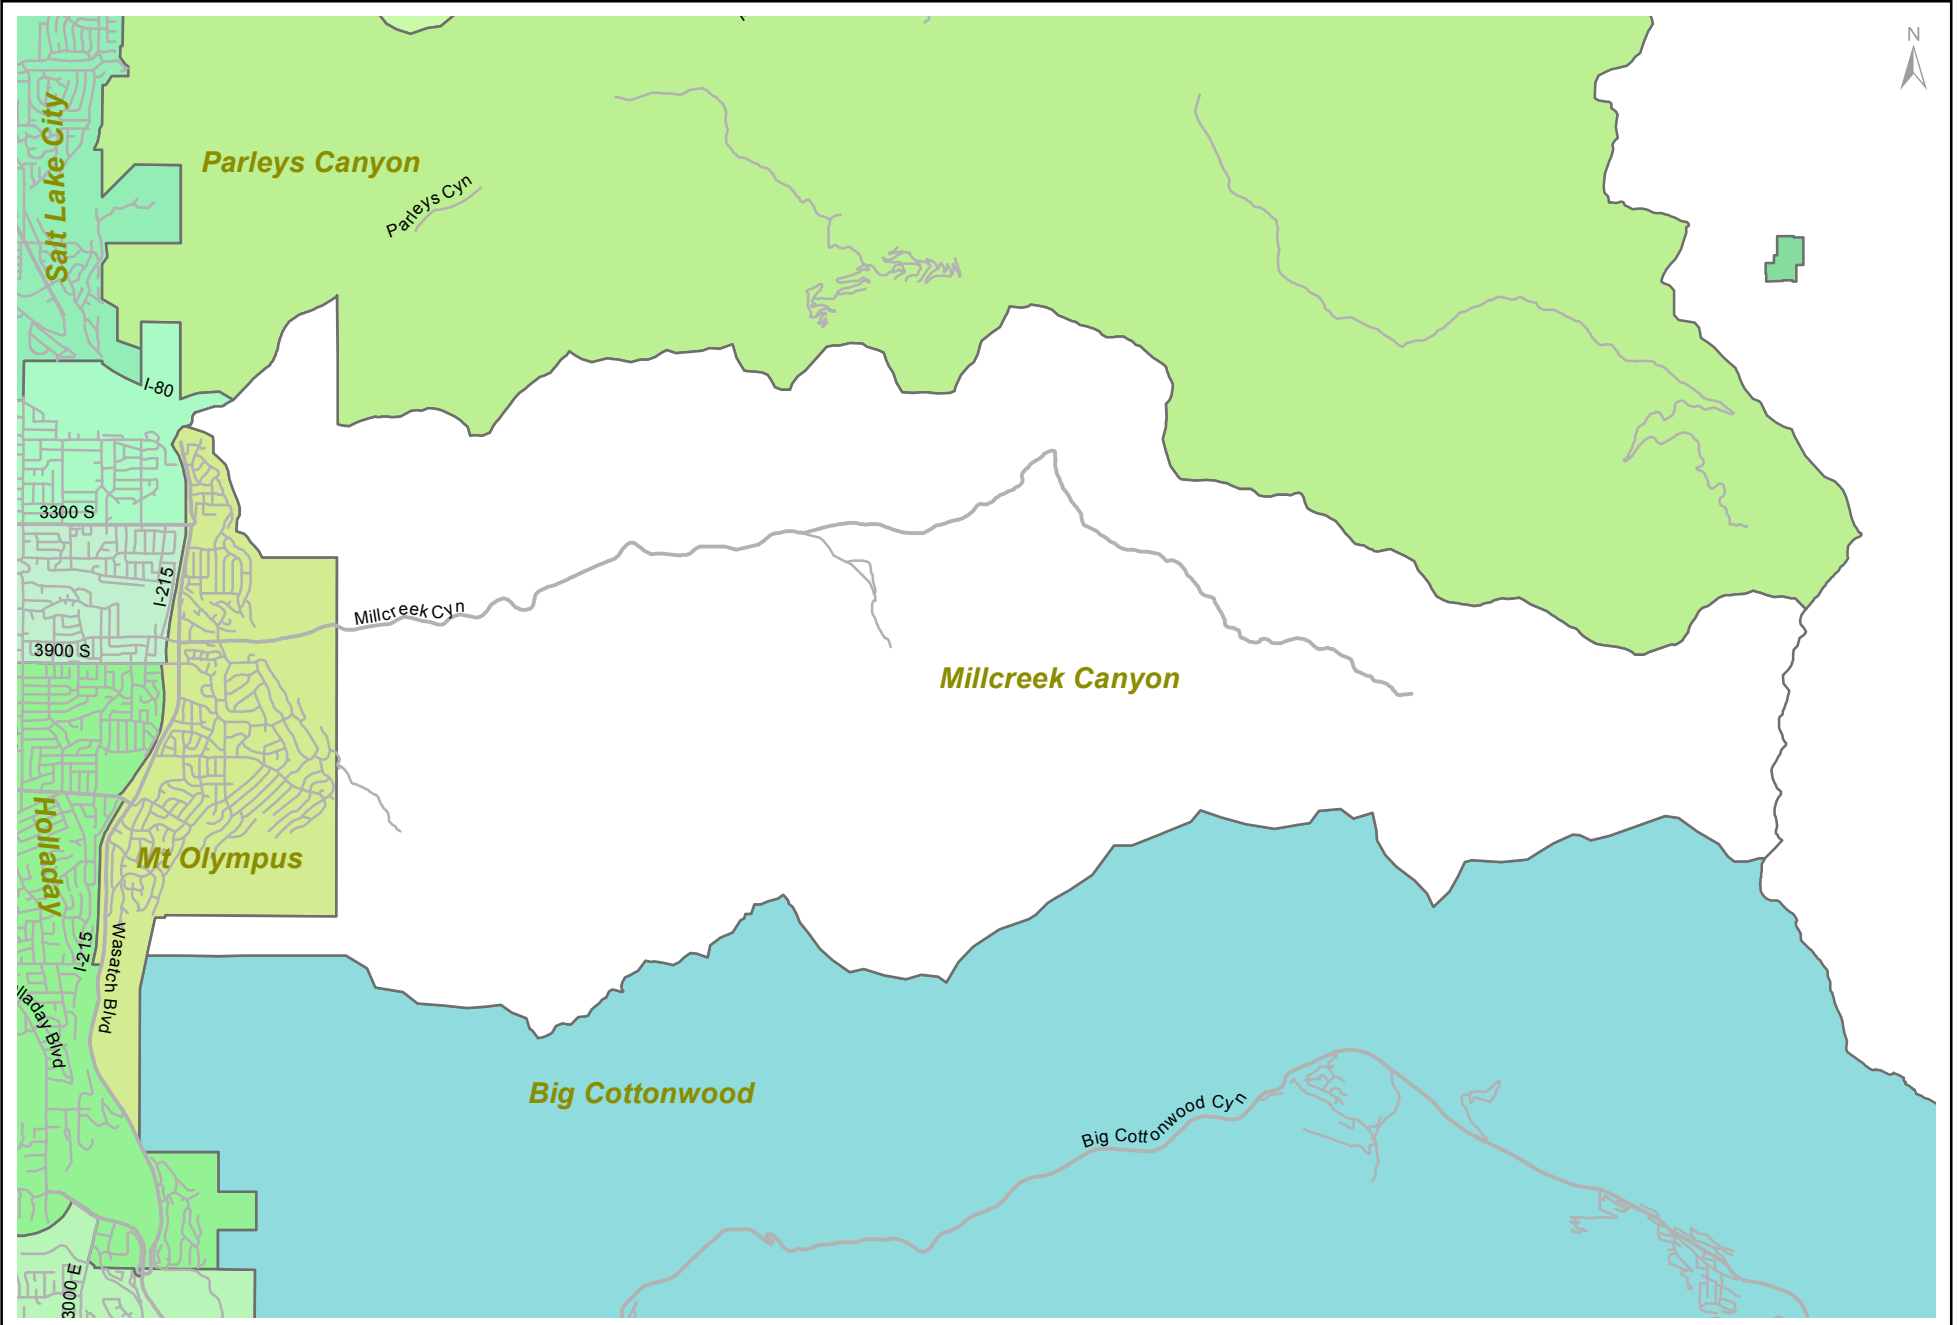 N
Salt Lake City
Parleys Canyon
Parleys Cyn
I-80
3300 S
I-215
Millcreek Cyn
3900 S
Millcreek Canyon
Holladay
Mt Olympus
I-215
Wasatch Blvd
lladay Blvd
Big Cottonwood
Big Cottonwood Cyn
3000 E